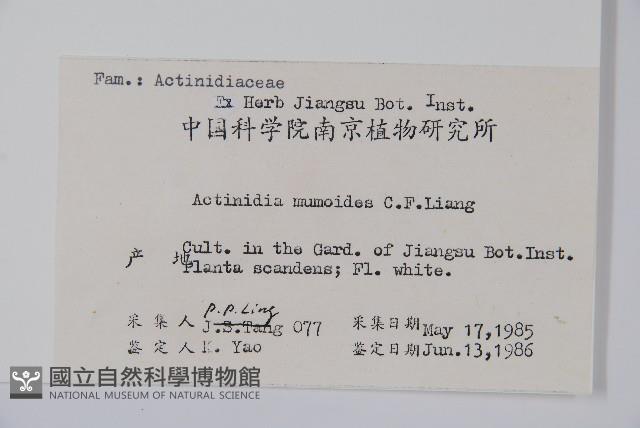 Fam.: Actinidiaceae
Ex Herb Jiangsu Bot. Inst.
中国科学院南京植物研究所
Actinidia mumoides C.F.Liang
产 地 Cult. in the Gard. of Jiangsu Bot.Inst.
Planta scandens; Fl. white.
P.P.Ling
采集人 J.S.Tang 077 采集日期 May 17,1985
鉴定人 K. Yao 鉴定日期 Jun.13,1986
國立自然科學博物館
NATIONAL MUSEUM OF NATURAL SCIENCE